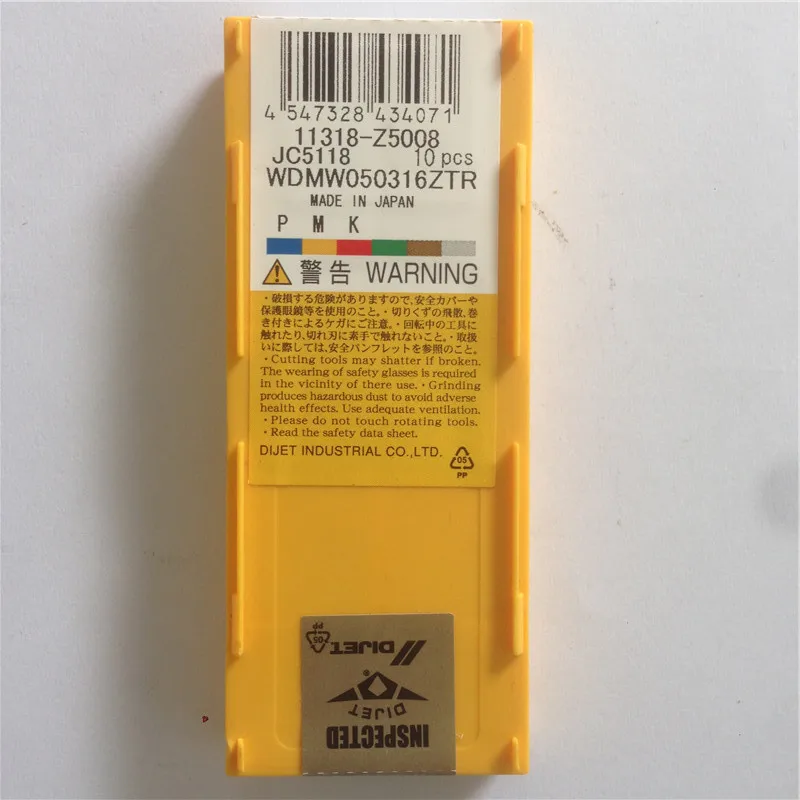 4 547328 434071
11318-Z5008
JC5118 10 pcs
WDMW050316ZTR
MADE IN JAPAN
P M K
警告 WARNING
・破損する危険がありますので、安全カバーや
保護眼鏡等を使用のこと。・切りくずの飛散、巻
き付きによるケガにご注意。・回転中の工具に
触れたり、切れ刃に素手で触れないこと。・取扱
いに際しては、安全パンフレットを参照のこと。
・Cutting tools may shatter if broken.
The wearing of safety glasses is required
in the vicinity of there use.・Grinding
produces hazardous dust to avoid adverse
health effects. Use adequate ventilation.
・Please do not touch rotating tools.
・Read the safety data sheet.
DIJET INDUSTRIAL CO.,LTD.
05
PP
INSPECTED
DIJET
DIJET
05
PP